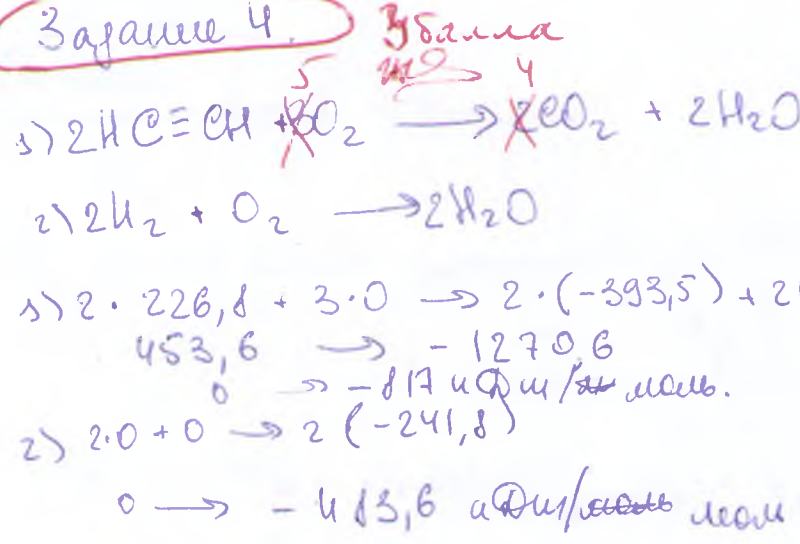 Задание 4. 3 балла
5 4
1) 2HC≡CH + 3O₂ → 2CO₂ + 2H₂O
2) 2H₂ + O₂ → 2H₂O
1) 2 · 226,8 + 3·0 → 2·(-393,5) + 2
453,6 → - 1270,6
0 → - 817 кДж/моль.
2) 2·0 + 0 → 2 (-241,8)
0 → - 483,6 кДж/моль